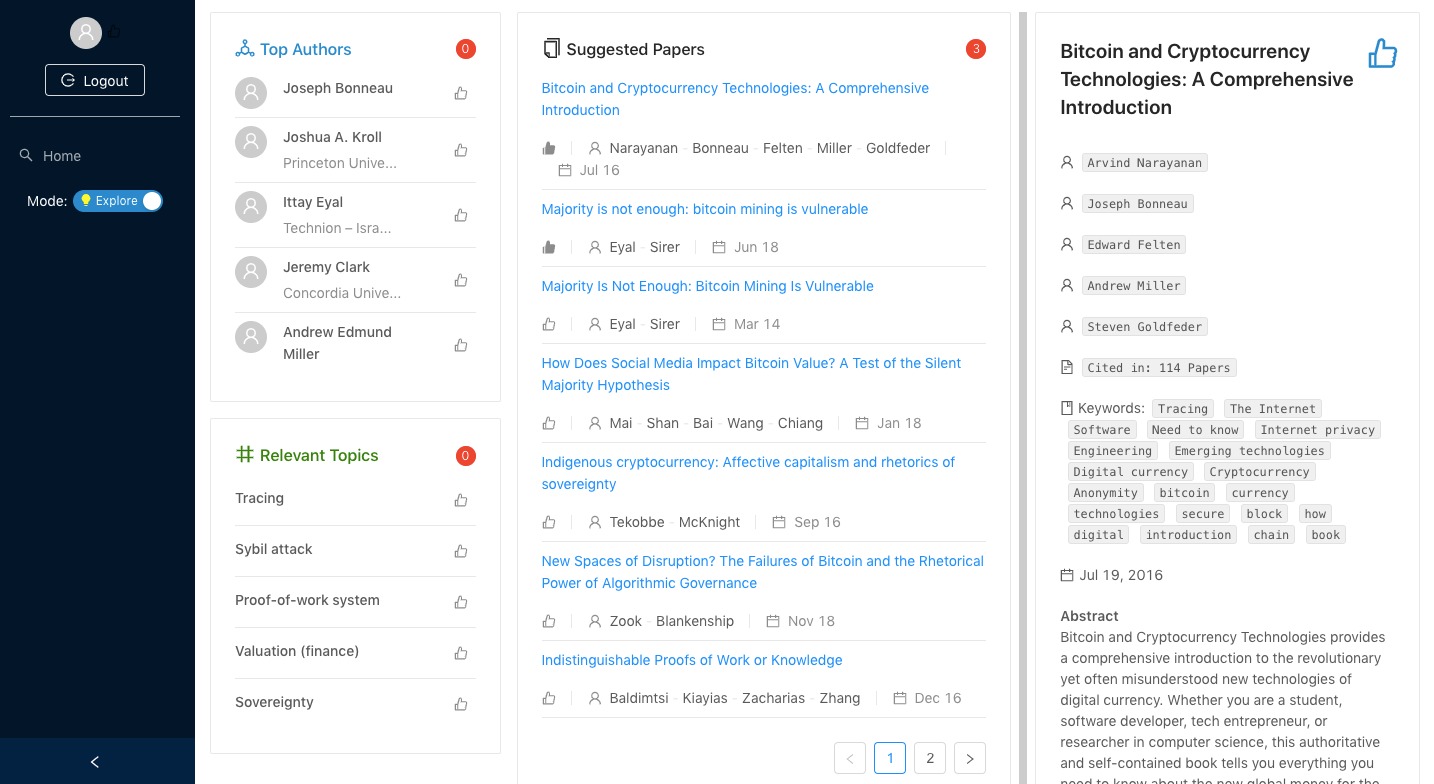 Logout
Home
Mode: Explore
Top Authors 0
Joseph Bonneau
Joshua A. Kroll
Princeton Unive...
Ittay Eyal
Technion – Isra...
Jeremy Clark
Concordia Unive...
Andrew Edmund
Miller
Relevant Topics 0
Tracing
Sybil attack
Proof-of-work system
Valuation (finance)
Sovereignty
Suggested Papers 3
Bitcoin and Cryptocurrency Technologies: A Comprehensive
Introduction
Narayanan - Bonneau - Felten - Miller - Goldfeder
Jul 16
Majority is not enough: bitcoin mining is vulnerable
Eyal - Sirer Jun 18
Majority Is Not Enough: Bitcoin Mining Is Vulnerable
Eyal - Sirer Mar 14
How Does Social Media Impact Bitcoin Value? A Test of the Silent
Majority Hypothesis
Mai - Shan - Bai - Wang - Chiang Jan 18
Indigenous cryptocurrency: Affective capitalism and rhetorics of
sovereignty
Tekobbe - McKnight Sep 16
New Spaces of Disruption? The Failures of Bitcoin and the Rhetorical
Power of Algorithmic Governance
Zook - Blankenship Nov 18
Indistinguishable Proofs of Work or Knowledge
Baldimtsi - Kiayias - Zacharias - Zhang Dec 16
< 1 2 >
Bitcoin and Cryptocurrency
Technologies: A Comprehensive
Introduction
Arvind Narayanan
Joseph Bonneau
Edward Felten
Andrew Miller
Steven Goldfeder
Cited in: 114 Papers
Keywords: Tracing The Internet
Software Need to know Internet privacy
Engineering Emerging technologies
Digital currency Cryptocurrency
Anonymity bitcoin currency
technologies secure block how
digital introduction chain book
Jul 19, 2016
Abstract
Bitcoin and Cryptocurrency Technologies provides
a comprehensive introduction to the revolutionary
yet often misunderstood new technologies of
digital currency. Whether you are a student,
software developer, tech entrepreneur, or
researcher in computer science, this authoritative
and self-contained book tells you everything you
need to know about the new global money for the